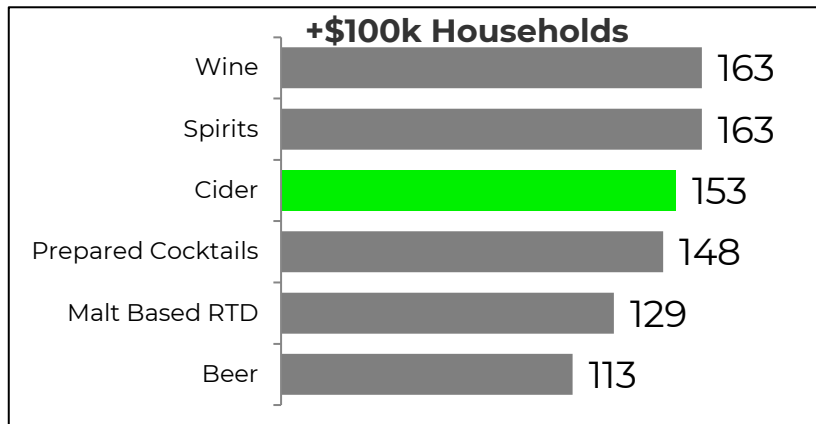 +$100k Households
Wine 163
Spirits 163
Cider 153
Prepared Cocktails 148
Malt Based RTD 129
Beer 113